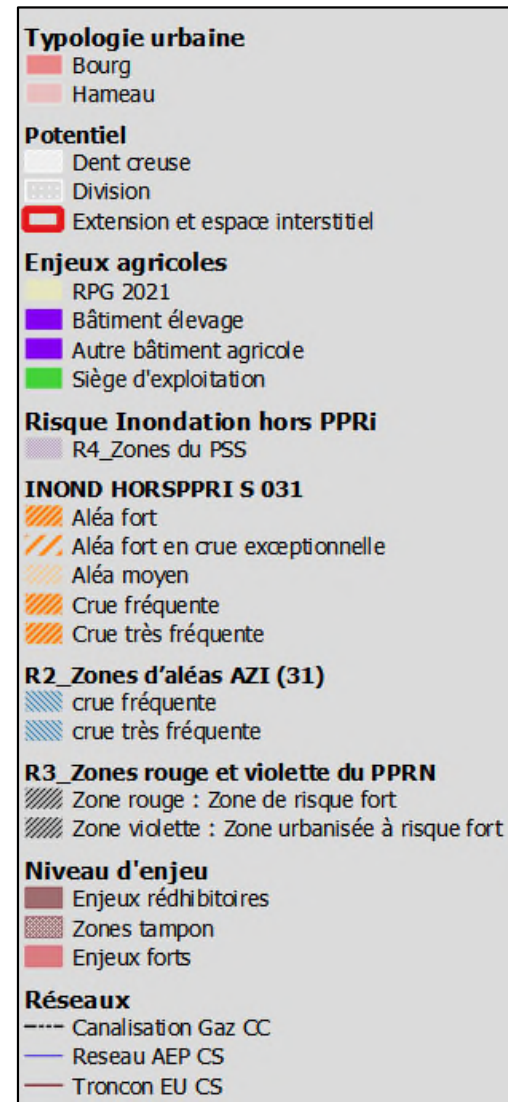 Typologie urbaine
Bourg
Hameau
Potentiel
Dent creuse
Division
Extension et espace interstitiel
Enjeux agricoles
RPG 2021
Bâtiment élevage
Autre bâtiment agricole
Siège d'exploitation
Risque Inondation hors PPRi
R4_Zones du PSS
INOND HORSPPRI S 031
Aléa fort
Aléa fort en crue exceptionnelle
Aléa moyen
Crue fréquente
Crue très fréquente
R2_Zones d’aléas AZI (31)
crue fréquente
crue très fréquente
R3_Zones rouge et violette du PPRN
Zone rouge : Zone de risque fort
Zone violette : Zone urbanisée à risque fort
Niveau d'enjeu
Enjeux rédhibitoires
Zones tampon
Enjeux forts
Réseaux
Canalisation Gaz CC
Reseau AEP CS
Troncon EU CS